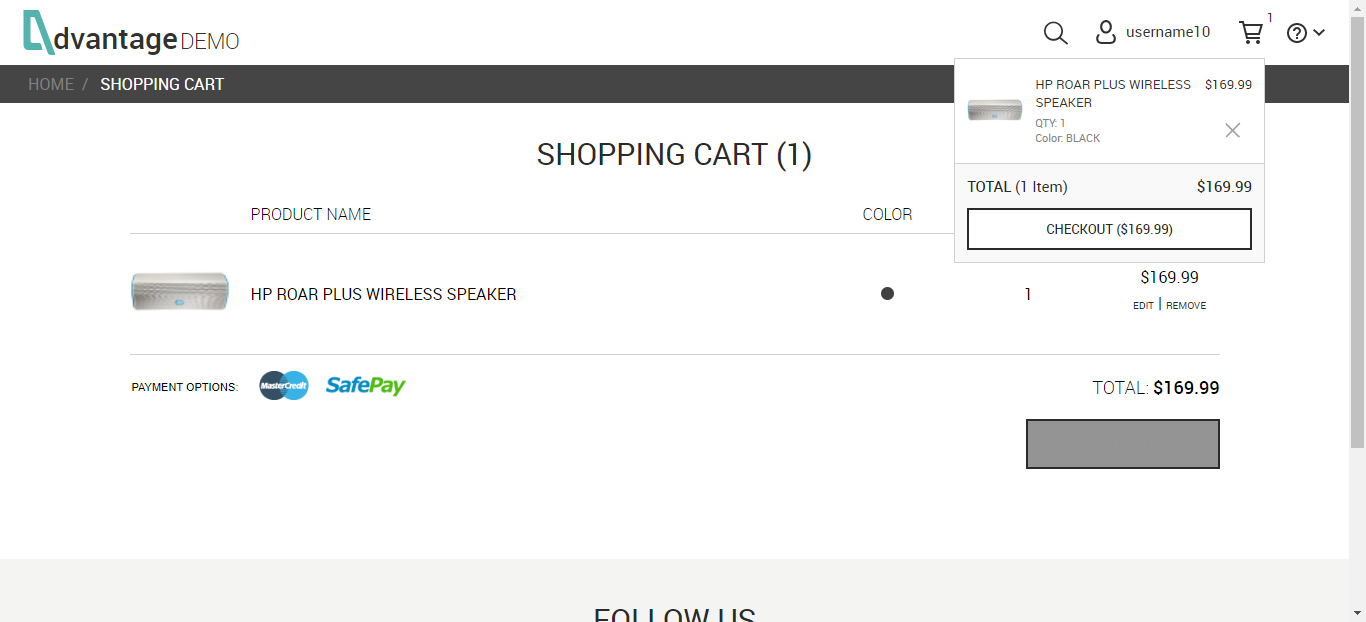 dvantage DEMO
username10
1
HOME / SHOPPING CART
HP ROAR PLUS WIRELESS SPEAKER
$169.99
QTY: 1
Color: BLACK
TOTAL (1 Item) $169.99
CHECKOUT ($169.99)
SHOPPING CART (1)
PRODUCT NAME COLOR
HP ROAR PLUS WIRELESS SPEAKER 1 $169.99
EDIT | REMOVE
PAYMENT OPTIONS: MasterCredit SafePay
TOTAL: $169.99
FOLLOW US